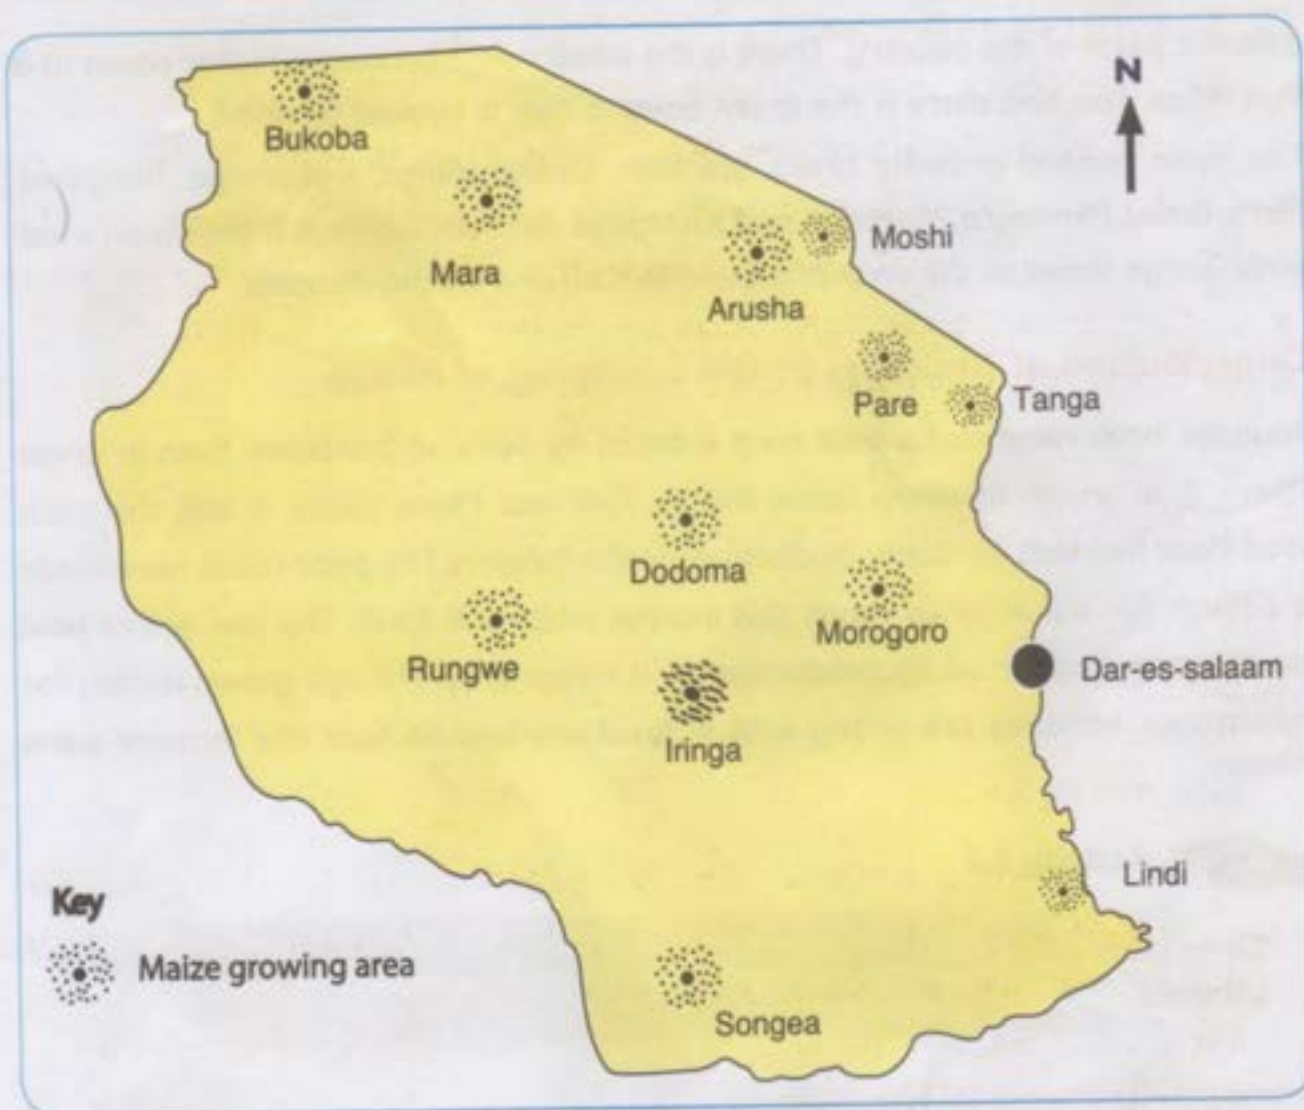 N
Bukoba
Mara
Moshi
Arusha
Pare
Tanga
Dodoma
Morogoro
Rungwe
Dar-es-salaam
Iringa
Lindi
Key
Maize growing area
Songea